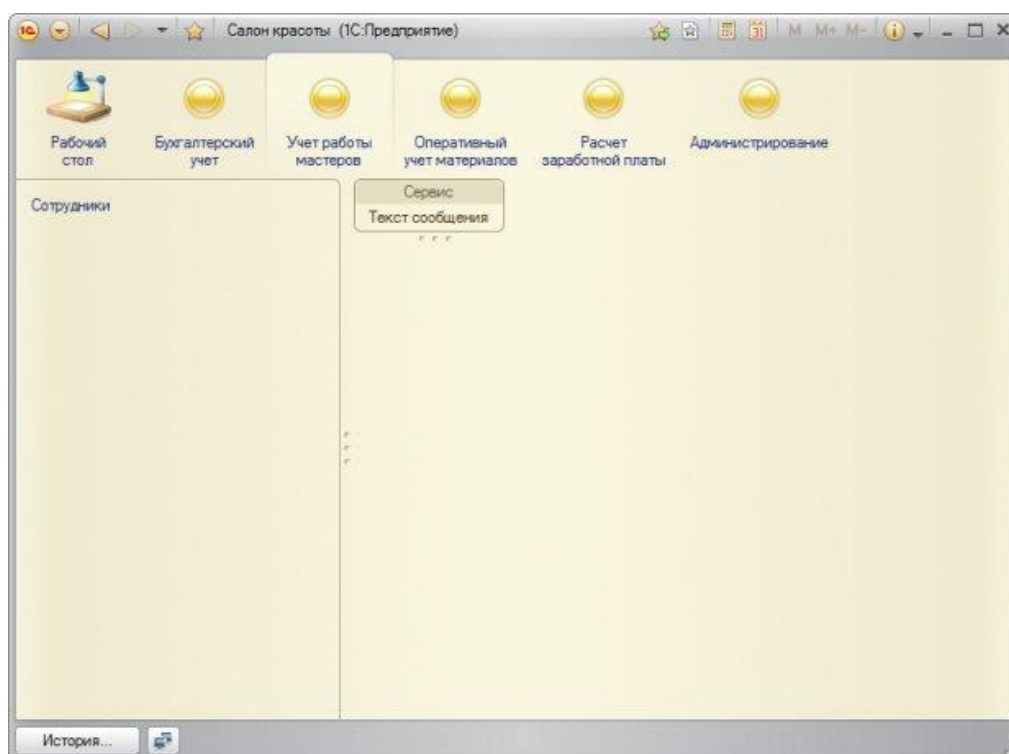 Салон красоты (1С:Предприятие)
31 M M+ M-
Рабочий стол
Бухгалтерский учет
Учет работы мастеров
Оперативный учет материалов
Расчет заработной платы
Администрирование
Сотрудники
Сервис
Текст сообщения
История...